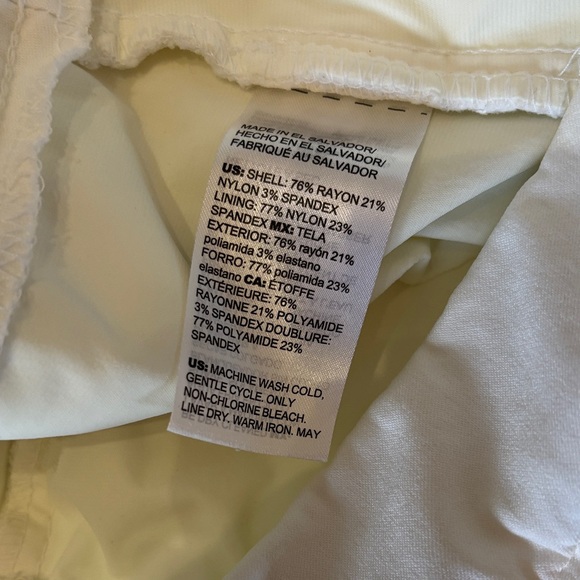 MADE IN EL SALVADOR/
HECHO EN EL SALVADOR/
FABRIQUÉ AU SALVADOR
US: SHELL: 76% RAYON 21%
NYLON 3% SPANDEX
LINING: 77% NYLON 23%
SPANDEX MX: TELA
EXTERIOR: 76% rayón 21%
poliamida 3% elastano
FORRO: 77% poliamida 23%
elastano CA: ÉTOFFE
EXTÉRIEURE: 76%
RAYONNE 21% POLYAMIDE
3% SPANDEX DOUBLURE:
77% POLYAMIDE 23%
SPANDEX
US: MACHINE WASH COLD,
GENTLE CYCLE. ONLY
NON-CHLORINE BLEACH.
LINE DRY. WARM IRON. MAY